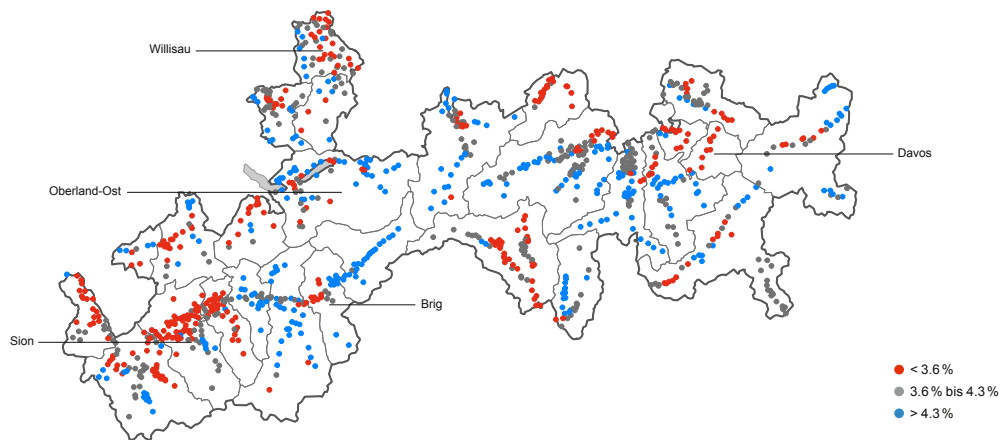 Willisau
Davos
Oberland-Ost
Brig
Sion
< 3.6 %
3.6 % bis 4.3 %
> 4.3 %